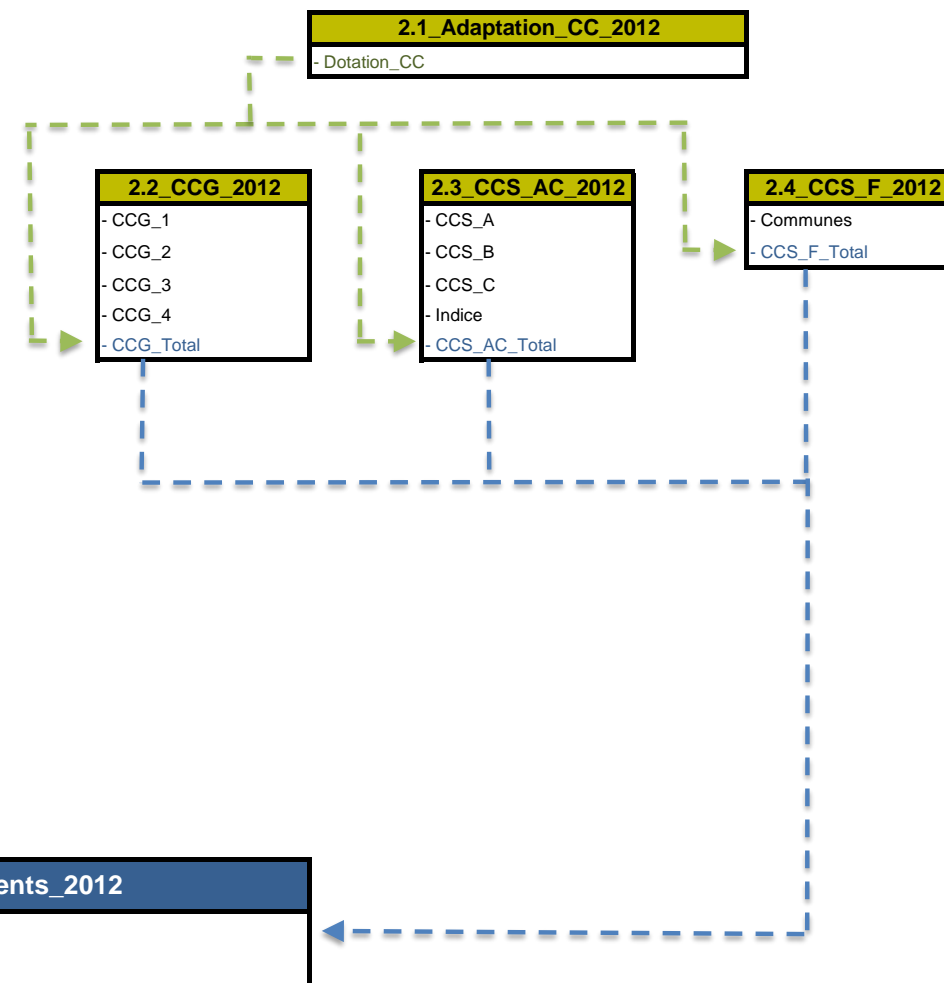 2.1_Adaptation_CC_2012
- Dotation_CC
2.2_CCG_2012
- CCG_1
- CCG_2
- CCG_3
- CCG_4
- CCG_Total
2.3_CCS_AC_2012
- CCS_A
- CCS_B
- CCS_C
- Indice
- CCS_AC_Total
2.4_CCS_F_2012
- Communes
- CCS_F_Total
ents_2012